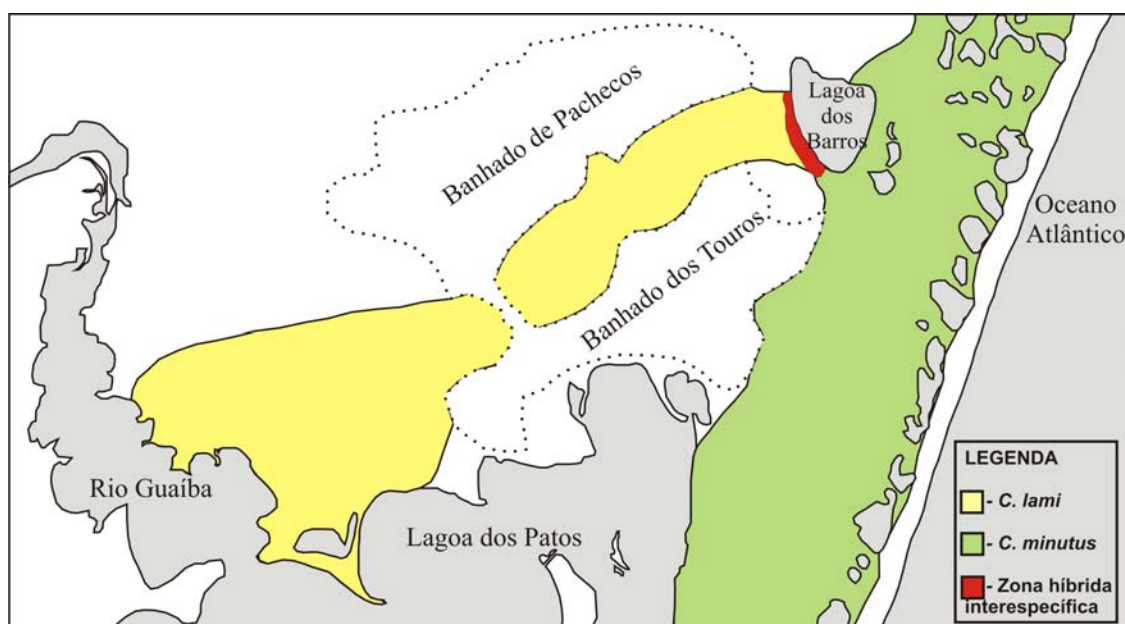 Banhado de Pachecos
Lagoa
dos
Barros
Banhado dos Touros
Oceano
Atlântico
Rio Guaíba
Lagoa dos Patos
LEGENDA
- C. lami
- C. minutus
- Zona híbrida
interespecífica